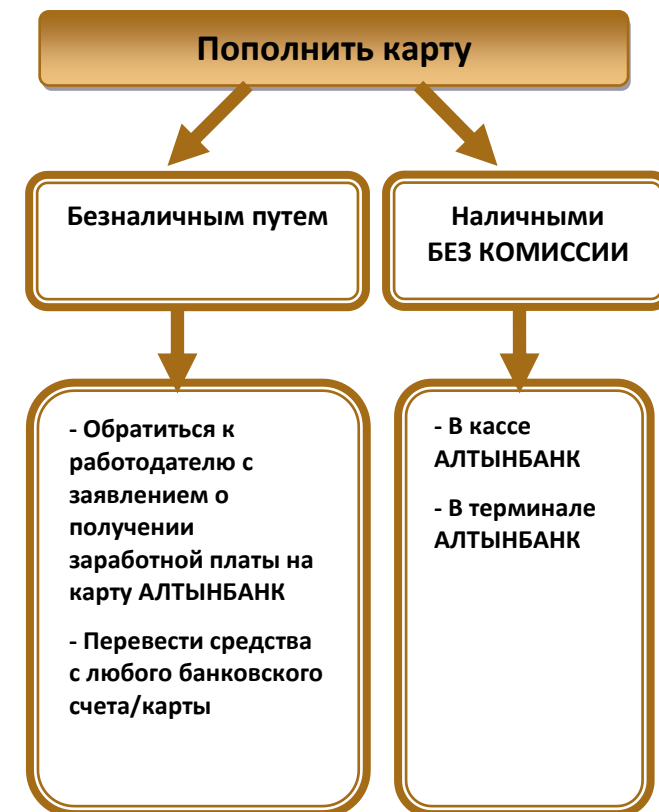 Пополнить карту
Безналичным путем
Наличными
БЕЗ КОМИССИИ
- Обратиться к
работодателю с
заявлением о
получении
заработной платы на
карту АЛТЫНБАНК
- Перевести средства
с любого банковского
счета/карты
- В кассе
АЛТЫНБАНК
- В терминале
АЛТЫНБАНК